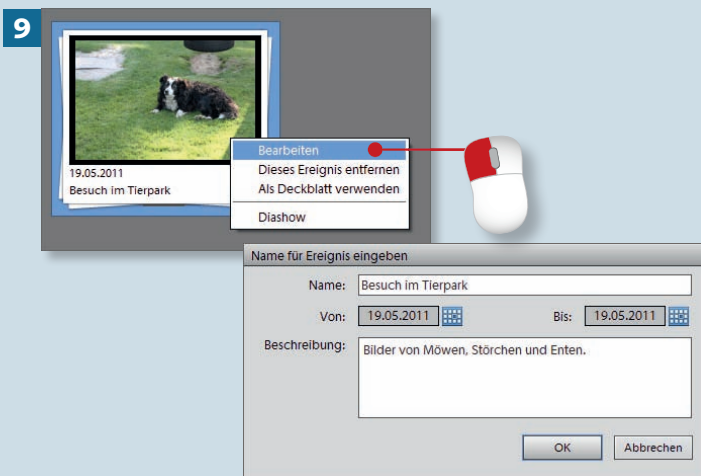 9
19.05.2011
Besuch im Tierpark
Bearbeiten
Dieses Ereignis entfernen
Als Deckblatt verwenden
Diashow
Name für Ereignis eingeben
Name: Besuch im Tierpark
Von: 19.05.2011 Bis: 19.05.2011
Beschreibung: Bilder von Möwen, Störchen und Enten.
OK Abbrechen